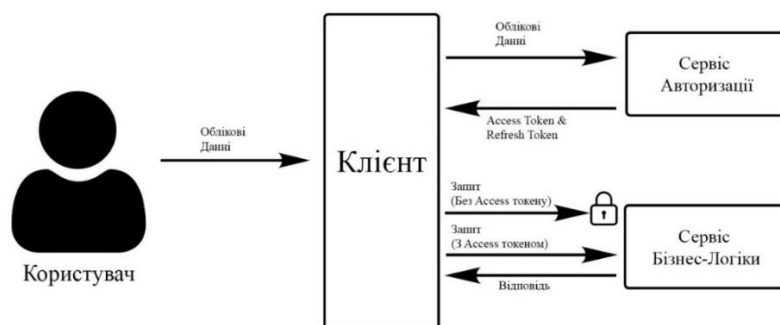 Облікові
Данні
Користувач
Клієнт
Облікові
Данні
Access Token &
Refresh Token
Сервіс
Авторизації
Запит
(Без Access токену)
Запит
(З Access токеном)
Відповідь
Сервіс
Бізнес-Логіки